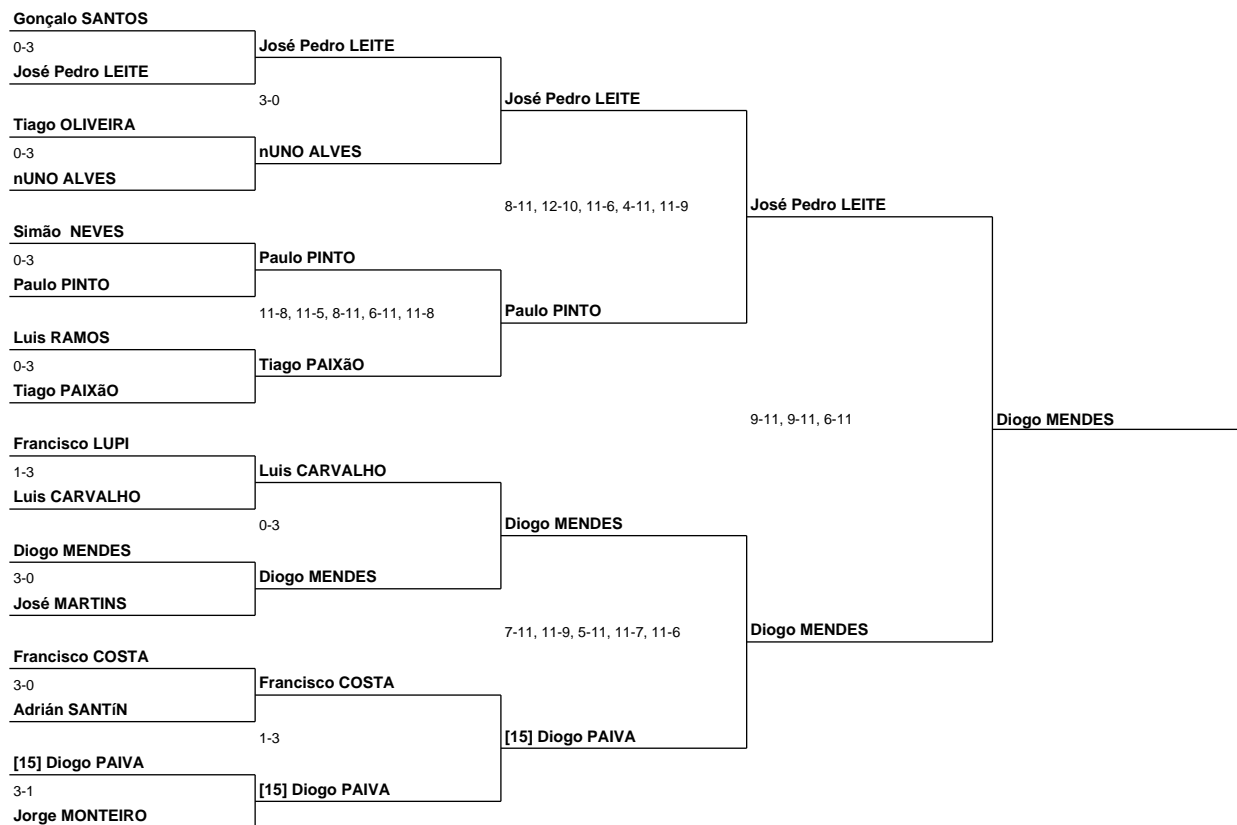 Gonçalo SANTOS
0-3
José Pedro LEITE
José Pedro LEITE
3-0
José Pedro LEITE
Tiago OLIVEIRA
0-3
nUNO ALVES
nUNO ALVES
8-11, 12-10, 11-6, 4-11, 11-9
José Pedro LEITE
Simão  NEVES
0-3
Paulo PINTO
Paulo PINTO
11-8, 11-5, 8-11, 6-11, 11-8
Paulo PINTO
Luis RAMOS
0-3
Tiago PAIXãO
Tiago PAIXãO
9-11, 9-11, 6-11
Diogo MENDES
Francisco LUPI
1-3
Luis CARVALHO
Luis CARVALHO
0-3
Diogo MENDES
Diogo MENDES
3-0
José MARTINS
Diogo MENDES
7-11, 11-9, 5-11, 11-7, 11-6
Diogo MENDES
Francisco COSTA
3-0
Adrián SANTíN
Francisco COSTA
1-3
[15] Diogo PAIVA
[15] Diogo PAIVA
3-1
Jorge MONTEIRO
[15] Diogo PAIVA